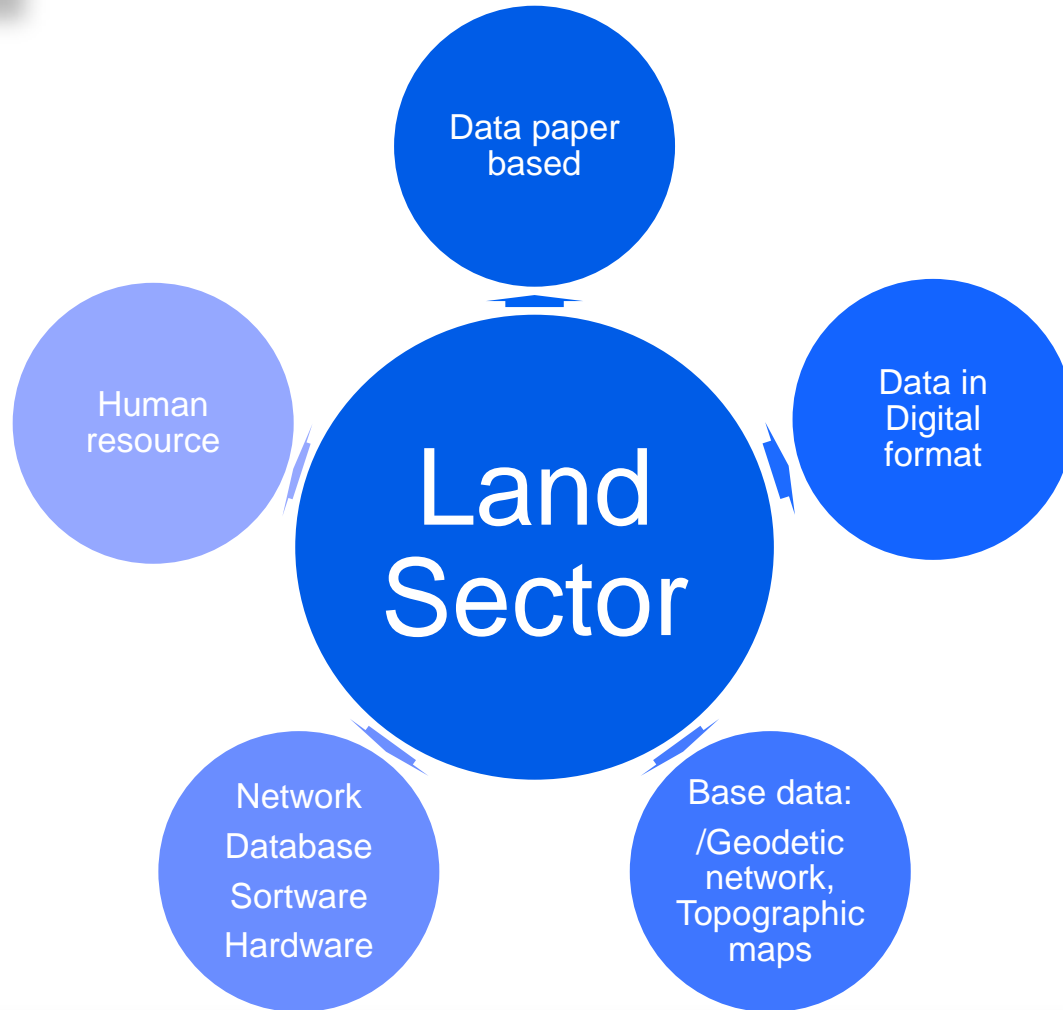 Data paper
based
Data in
Digital
format
Base data:
/Geodetic
network,
Topographic
maps
Network
Database
Sortware
Hardware
Human
resource
Land
Sector